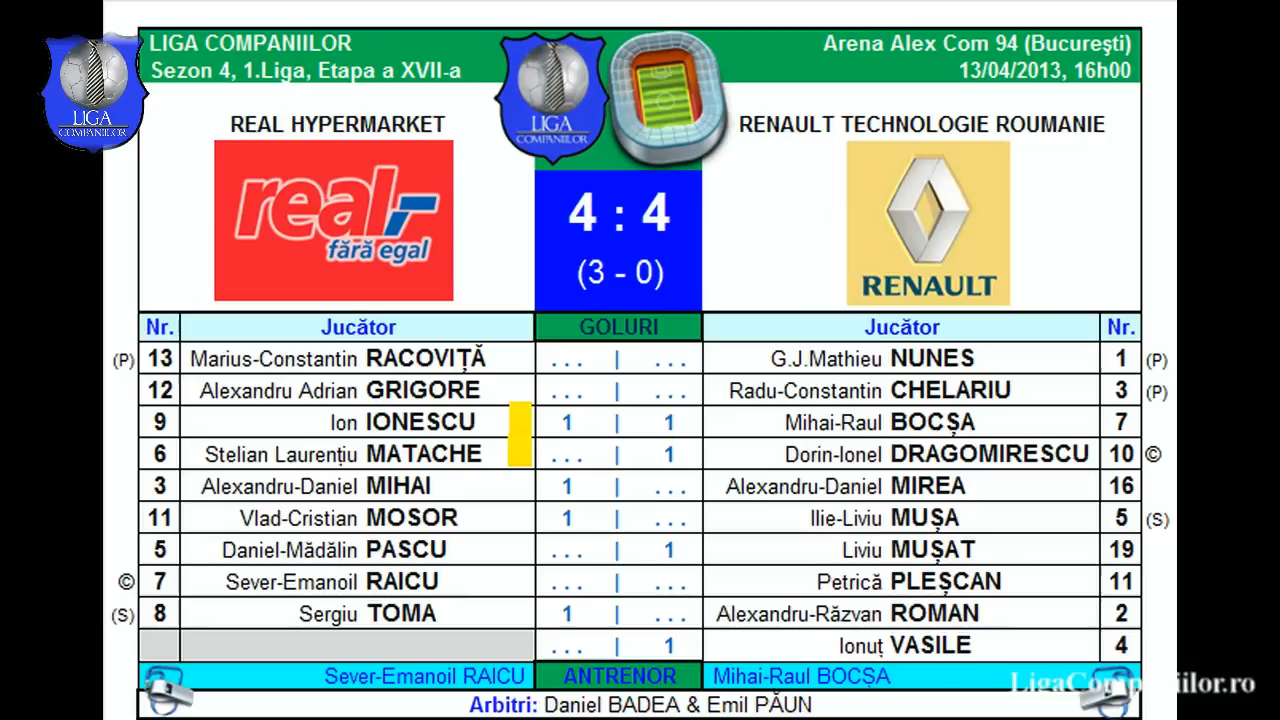 LIGA COMPANIILOR
Sezon 4, 1.Liga, Etapa a XVII-a
Arena Alex Com 94 (Bucureşti)
13/04/2013, 16h00
LIGA
COMPANIILOR
LIGA
COMPANIILOR
REAL HYPERMARKET
RENAULT TECHNOLOGIE ROUMANIE
real,-
fără egal
4 : 4
(3 - 0)
RENAULT
Nr. Jucător GOLURI Jucător Nr.
(P) 13 Marius-Constantin RACOVIȚĂ ... | ... G.J.Mathieu NUNES 1 (P)
12 Alexandru Adrian GRIGORE ... | ... Radu-Constantin CHELARIU 3 (P)
9 Ion IONESCU 1 | 1 Mihai-Raul BOCȘA 7
6 Stelian Laurențiu MATACHE ... | 1 Dorin-Ionel DRAGOMIRESCU 10 ©
3 Alexandru-Daniel MIHAI 1 | ... Alexandru-Daniel MIREA 16
11 Vlad-Cristian MOSOR 1 | ... Ilie-Liviu MUȘA 5 (S)
5 Daniel-Mădălin PASCU ... | 1 Liviu MUȘAT 19
© 7 Sever-Emanoil RAICU ... | ... Petrică PLEȘCAN 11
(S) 8 Sergiu TOMA 1 | ... Alexandru-Răzvan ROMAN 2
... | 1 Ionuț VASILE 4
Sever-Emanoil RAICU ANTRENOR Mihai-Raul BOCȘA
LigaCompaniilor.ro
Arbitri: Daniel BADEA & Emil PĂUN